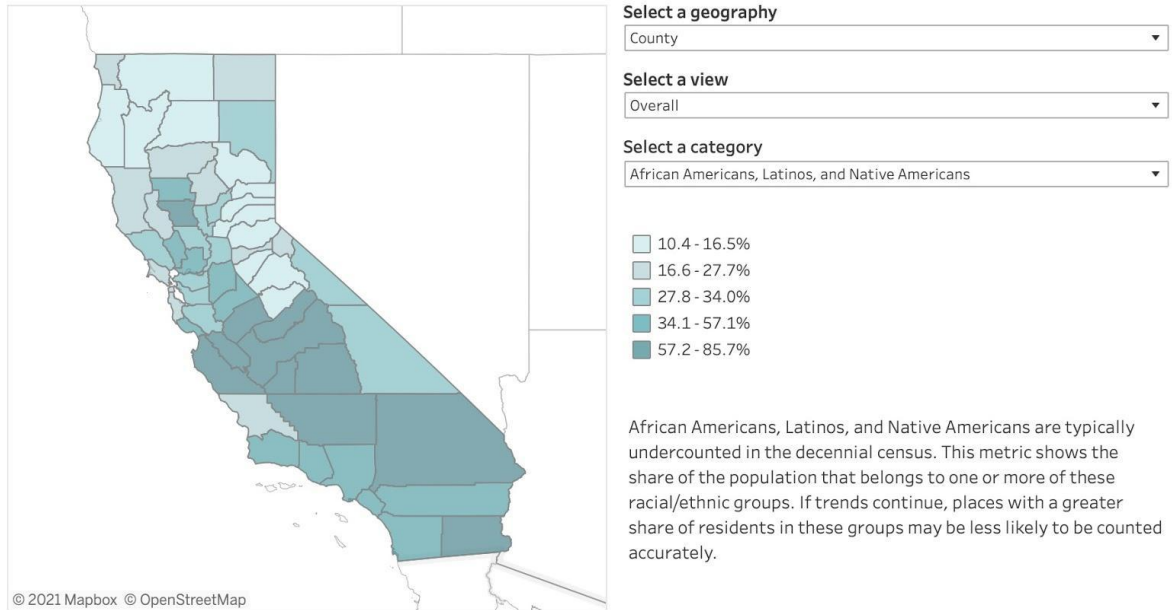 Select a geography
County
Select a view
Overall
Select a category
African Americans, Latinos, and Native Americans
10.4 - 16.5%
16.6 - 27.7%
27.8 - 34.0%
34.1 - 57.1%
57.2 - 85.7%
African Americans, Latinos, and Native Americans are typically
undercounted in the decennial census. This metric shows the
share of the population that belongs to one or more of these
racial/ethnic groups. If trends continue, places with a greater
share of residents in these groups may be less likely to be counted
accurately.
© 2021 Mapbox © OpenStreetMap